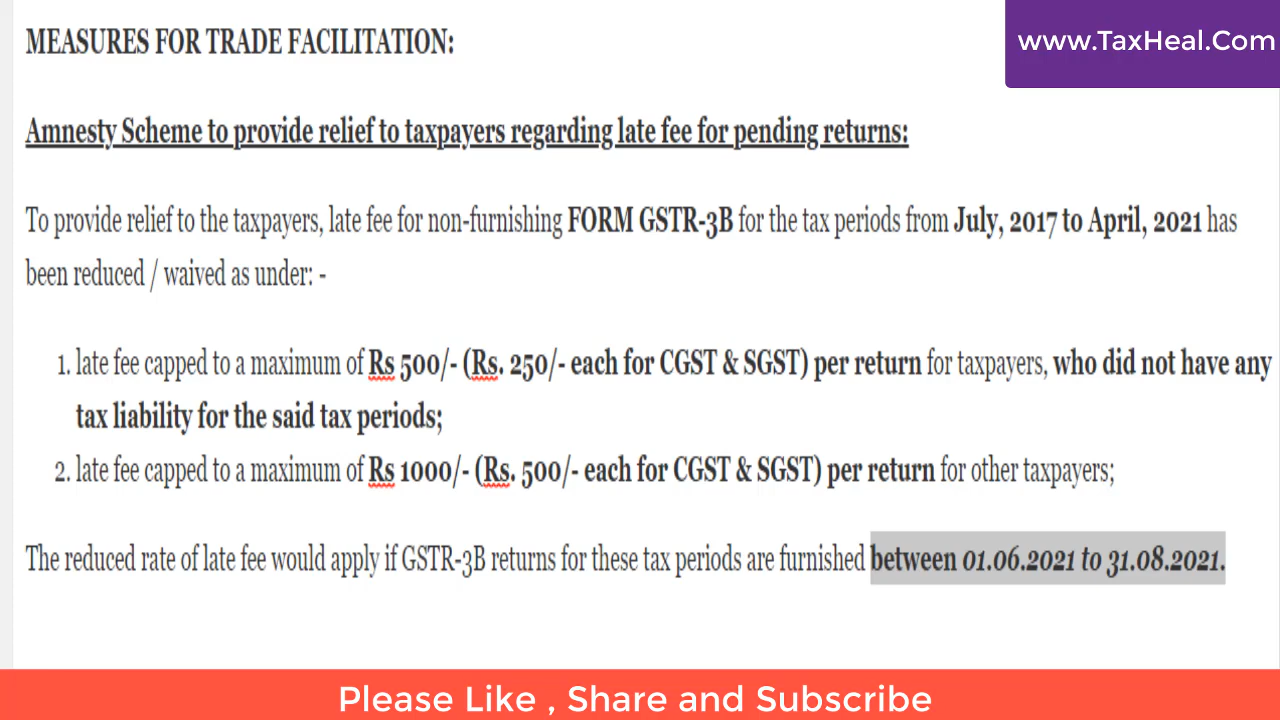 MEASURES FOR TRADE FACILITATION:
www.TaxHeal.Com
Amnesty Scheme to provide relief to taxpayers regarding late fee for pending returns:
To provide relief to the taxpayers, late fee for non-furnishing FORM GSTR-3B for the tax periods from July, 2017 to April, 2021 has
been reduced / waived as under: -
1. late fee capped to a maximum of Rs 500/- (Rs. 250/- each for CGST & SGST) per return for taxpayers, who did not have any
tax liability for the said tax periods;
2. late fee capped to a maximum of Rs 1000/- (Rs. 500/- each for CGST & SGST) per return for other taxpayers;
The reduced rate of late fee would apply if GSTR-3B returns for these tax periods are furnished between 01.06.2021 to 31.08.2021.
Please Like , Share and Subscribe